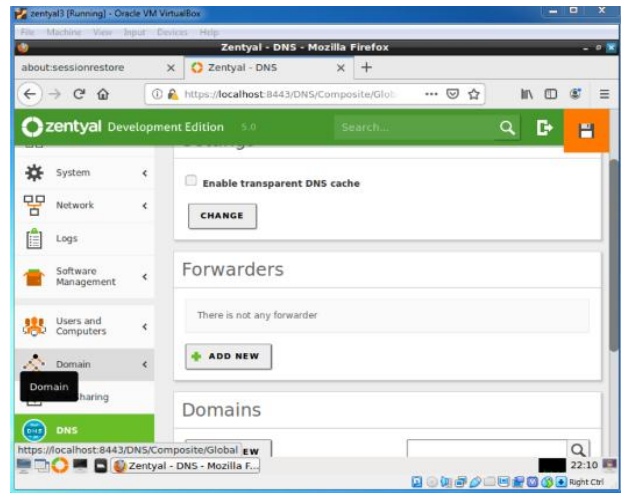 zentyal3 [Running] - Oracle VM VirtualBox
File Machine View Input Devices Help
Zentyal - DNS - Mozilla Firefox
about:sessionrestore
Zentyal - DNS
https://localhost:8443/DNS/Composite/Glob
zentyal Development Edition 5.0
Search...
Settings
System
Enable transparent DNS cache
Network
CHANGE
Logs
Software Management
Forwarders
There is not any forwarder
Users and Computers
ADD NEW
Domain
Domain
haring
Domains
DNS
https://localhost:8443/DNS/Composite/Global
EW
Zentyal - DNS - Mozilla F...
22:10
Right Ctrl